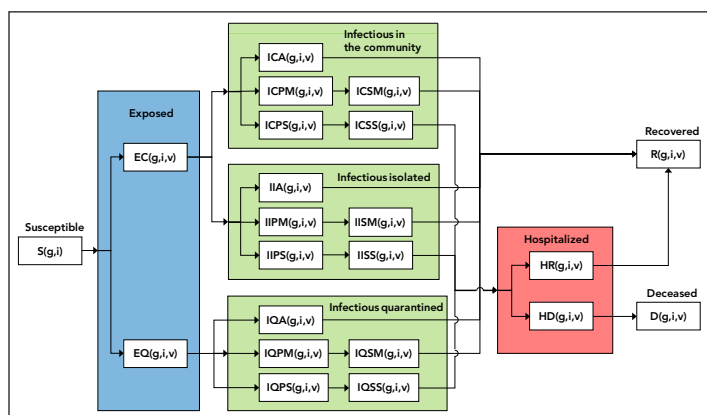 Infectious in
the community
ICA(g,i,v)
ICPM(g,i,v) ICSM(g,i,v)
ICPS(g,i,v) ICSS(g,i,v)
Exposed
EC(g,i,v)
EQ(g,i,v)
Susceptible
S(g,i)
Infectious isolated
IIA(g,i,v)
IIPM(g,i,v) IISM(g,i,v)
IIPS(g,i,v) IISS(g,i,v)
Infectious quarantined
IQA(g,i,v)
IQPM(g,i,v) IQSM(g,i,v)
IQPS(g,i,v) IQSS(g,i,v)
Hospitalized
HR(g,i,v)
HD(g,i,v)
Recovered
R(g,i,v)
Deceased
D(g,i,v)